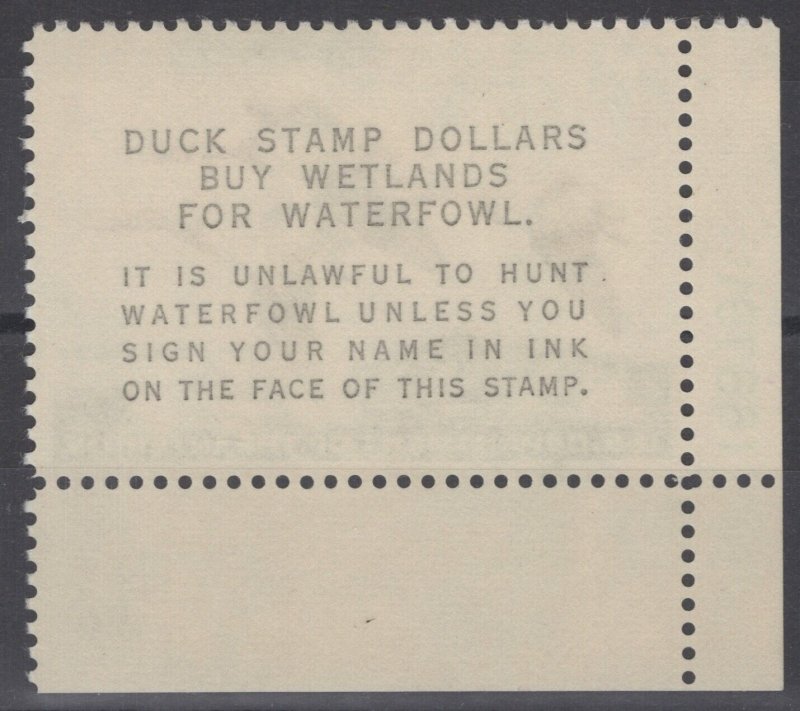 DUCK STAMP DOLLARS
BUY WETLANDS
FOR WATERFOWL.
IT IS UNLAWFUL TO HUNT
WATERFOWL UNLESS YOU
SIGN YOUR NAME IN INK
ON THE FACE OF THIS STAMP.